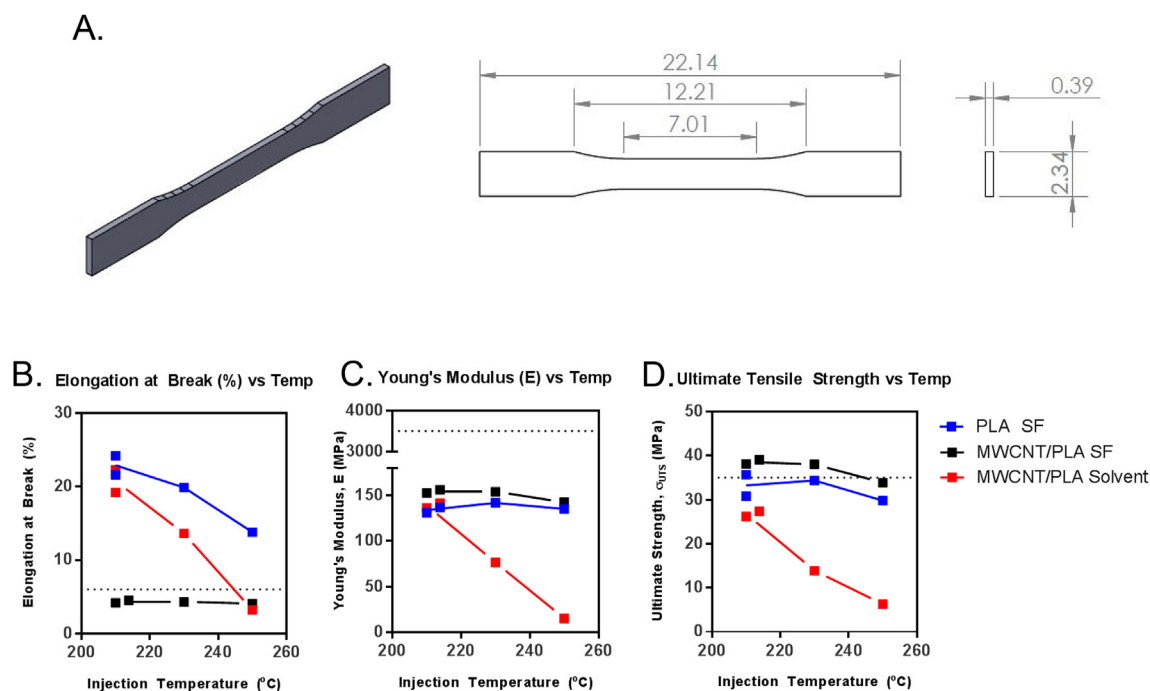 A.
22.14
12.21
7.01
0.39
2.34
B. Elongation at Break (%) vs Temp
Elongation at Break (%)
30
20
10
0
200 220 240 260
Injection Temperature (ºC)
C. Young's Modulus (E) vs Temp
Young's Modulus, E (MPa)
4000
3000
150
100
50
0
200 220 240 260
Injection Temperature (ºC)
D. Ultimate Tensile Strength vs Temp
Ultimate Strength, σUTS (MPa)
50
40
30
20
10
0
200 220 240 260
Injection Temperature (ºC)
PLA SF
MWCNT/PLA SF
MWCNT/PLA Solvent